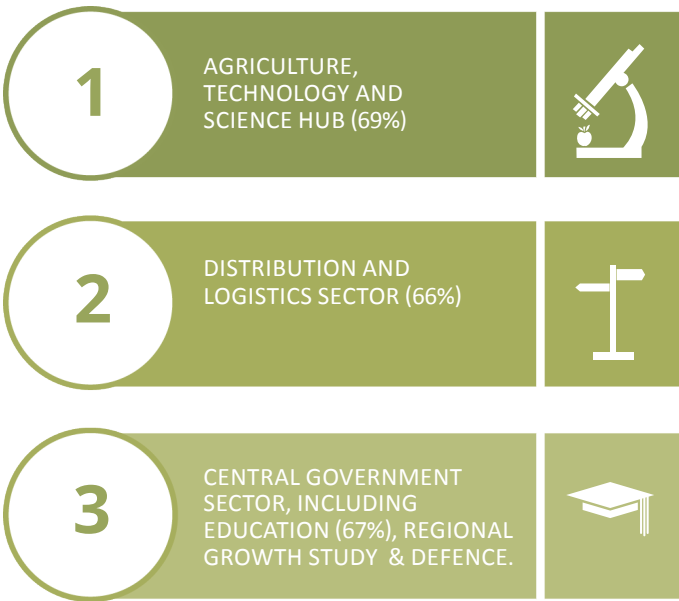 1
AGRICULTURE,
TECHNOLOGY AND
SCIENCE HUB (69%)
2
DISTRIBUTION AND
LOGISTICS SECTOR (66%)
3
CENTRAL GOVERNMENT
SECTOR, INCLUDING
EDUCATION (67%), REGIONAL
GROWTH STUDY & DEFENCE.